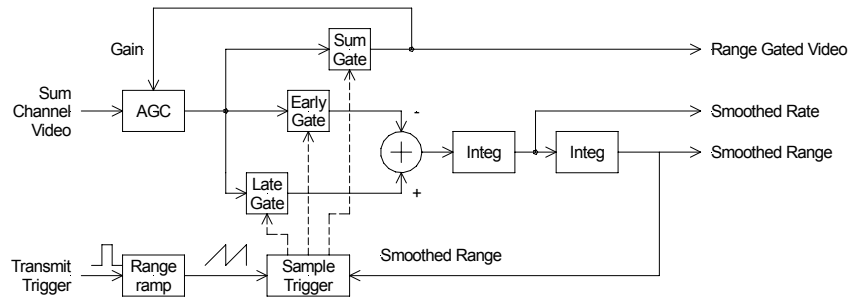 Gain
Sum
Gate
Range Gated Video
Sum
Channel
Video
AGC
Early
Gate
-
Smoothed Rate
Integ
Integ
Smoothed Range
Late
Gate
+
Smoothed Range
Transmit
Trigger
Range
ramp
Sample
Trigger